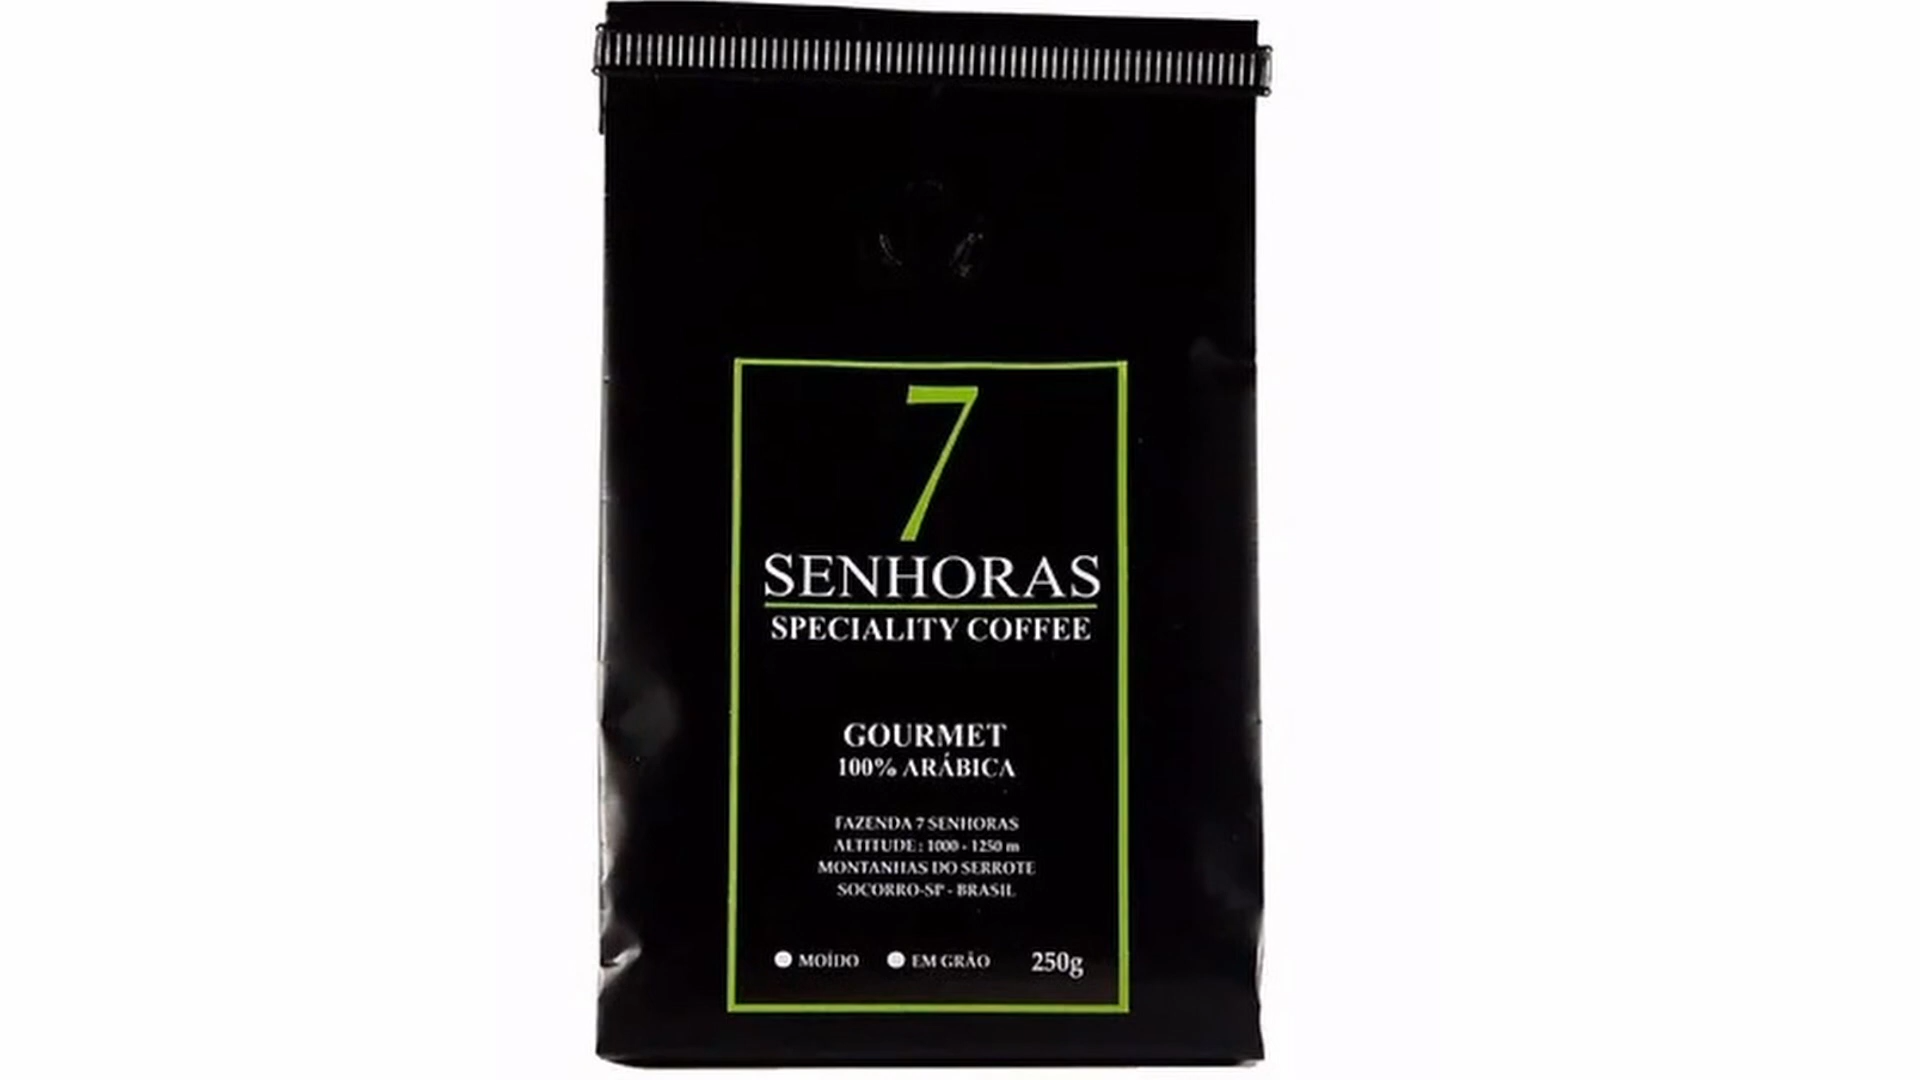 7
SENHORAS
SPECIALITY COFFEE
GOURMET
100% ARÁBICA
FAZENDA 7 SENHORAS
ALTITUDE : 1000 - 1250 m
MONTANHAS DO SERROTE
SOCORRO-SP - BRASIL
MOÍDO EM GRÃO 250g